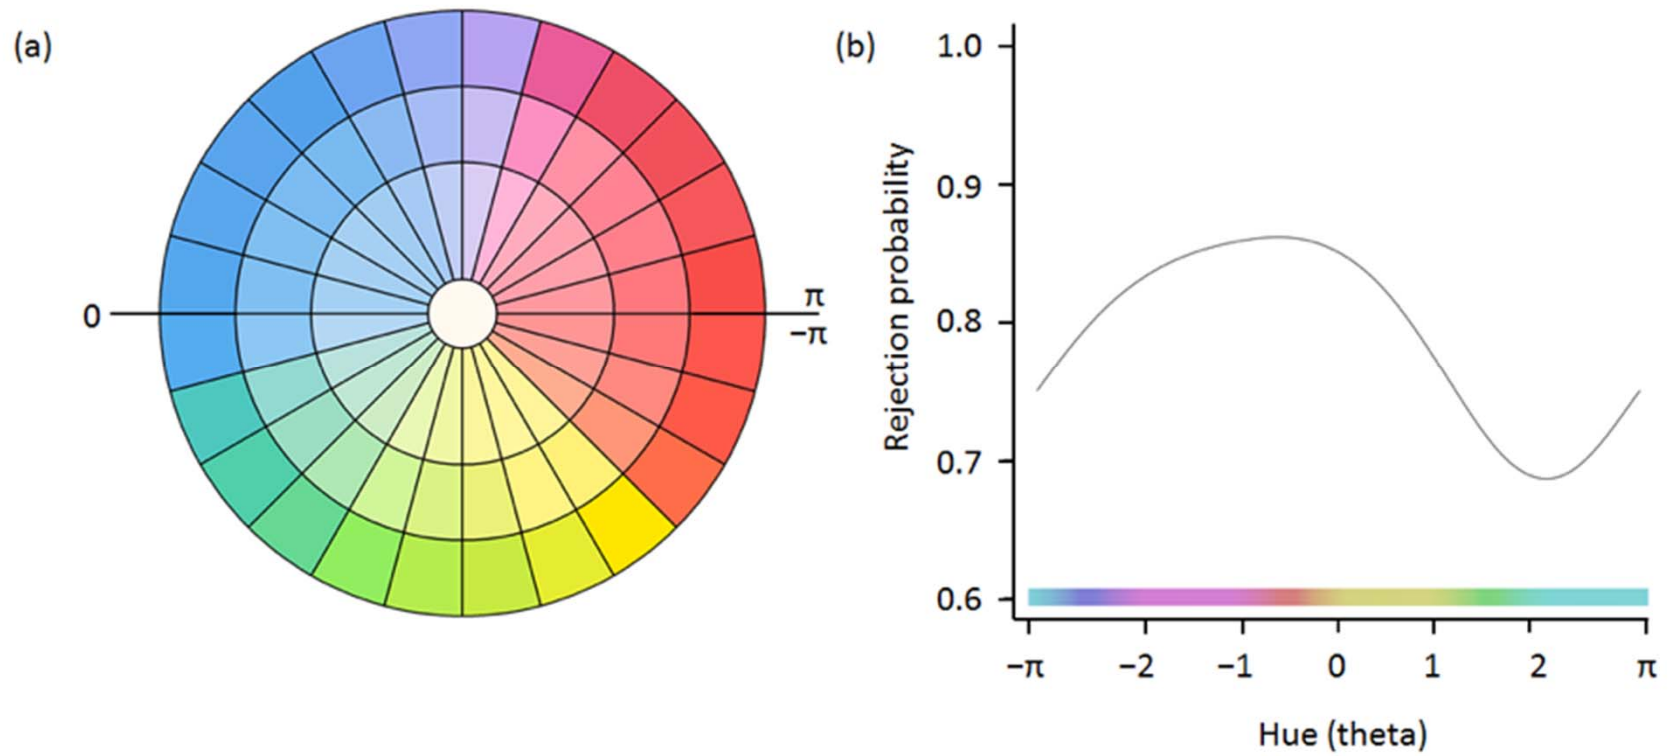 (a)
0
π
−π
(b)
Rejection probability
1.0
0.9
0.8
0.7
0.6
−π −2 −1 0 1 2 π
Hue (theta)